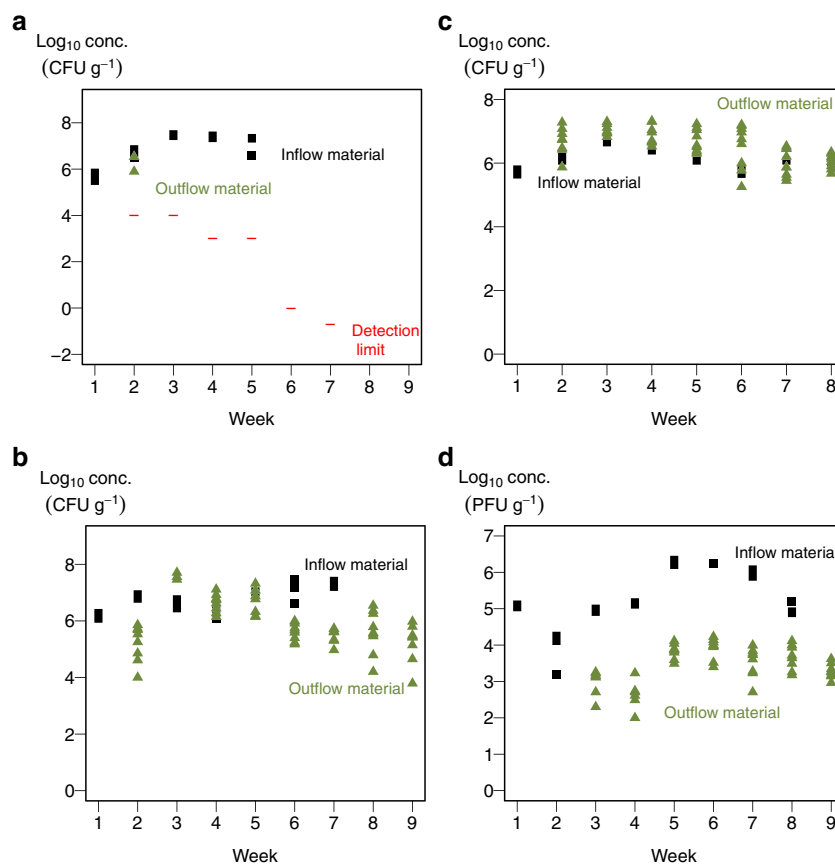 a
Log₁₀ conc.
(CFU g⁻¹)
8
6
4
2
0
−2
Inflow material
Outflow material
Detection
limit
1 2 3 4 5 6 7 8 9
Week
c
Log₁₀ conc.
(CFU g⁻¹)
8
6
4
2
0
Outflow material
Inflow material
1 2 3 4 5 6 7 8
Week
b
Log₁₀ conc.
(CFU g⁻¹)
8
6
4
2
0
Inflow material
Outflow material
1 2 3 4 5 6 7 8 9
Week
d
Log₁₀ conc.
(PFU g⁻¹)
7
6
5
4
3
2
1
0
Inflow material
Outflow material
1 2 3 4 5 6 7 8 9
Week